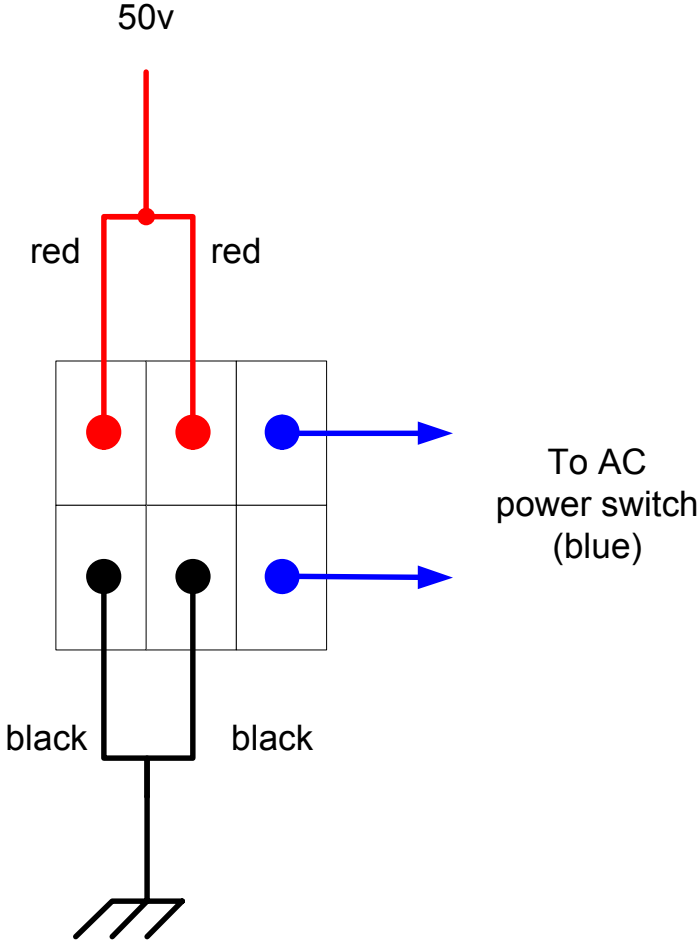 50v
red
red
To AC
power switch
(blue)
black
black